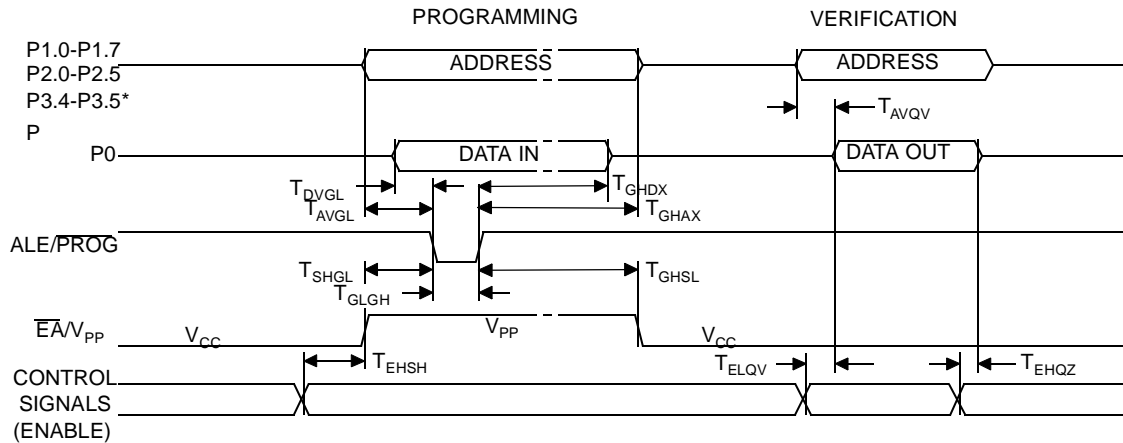 PROGRAMMING VERIFICATION
P1.0-P1.7
P2.0-P2.5
P3.4-P3.5*
P
ADDRESS ADDRESS
TAVQV
P0 DATA IN DATA OUT
TDVGL TGHDX
TAVGL TGHAX
ALE/PROG
TSHGL TGHSL
TGLGH
EA/VPP VCC VPP VCC
TEHSH TELQV TEHQZ
CONTROL
SIGNALS
(ENABLE)